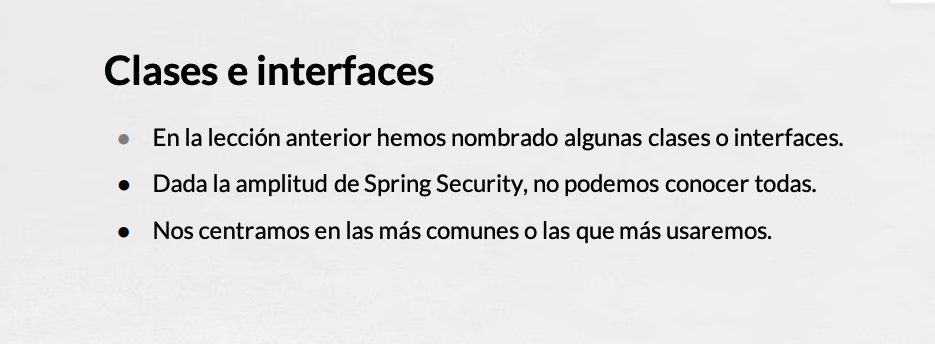 Clases e interfaces
● En la lección anterior hemos nombrado algunas clases o interfaces.
● Dada la amplitud de Spring Security, no podemos conocer todas.
● Nos centramos en las más comunes o las que más usaremos.